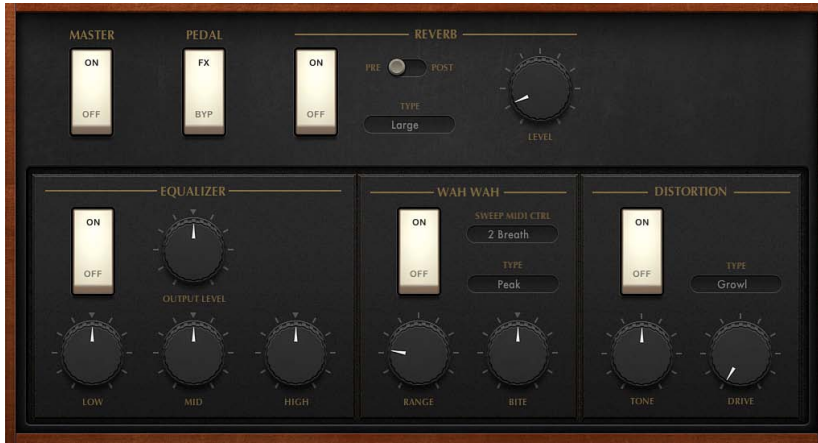 MASTER
PEDAL
REVERB
ON
OFF
FX
BYP
ON
OFF
PRE
POST
TYPE
Large
LEVEL
EQUALIZER
ON
OFF
OUTPUT LEVEL
LOW
MID
HIGH
WAH WAH
ON
OFF
SWEEP MIDI CTRL
2 Breath
TYPE
Peak
RANGE
BITE
DISTORTION
ON
OFF
TYPE
Growl
TONE
DRIVE